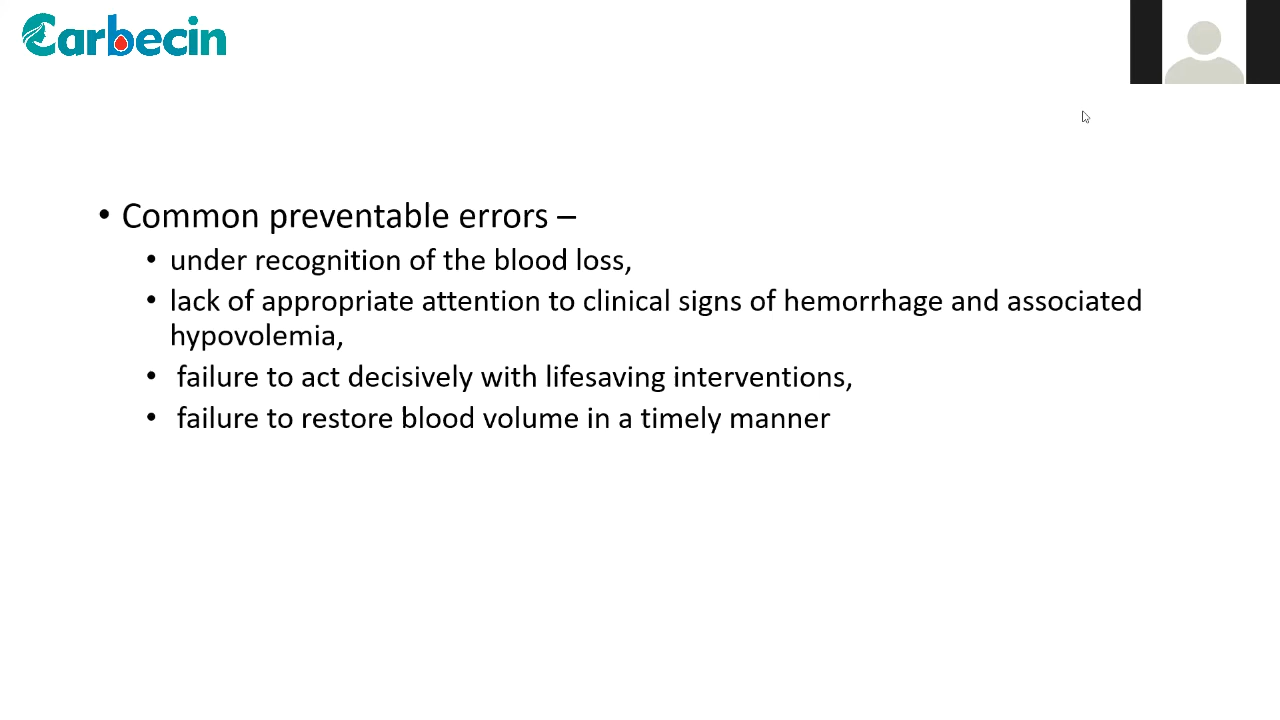 Carbecin
• Common preventable errors –
• under recognition of the blood loss,
• lack of appropriate attention to clinical signs of hemorrhage and associated
hypovolemia,
• failure to act decisively with lifesaving interventions,
• failure to restore blood volume in a timely manner